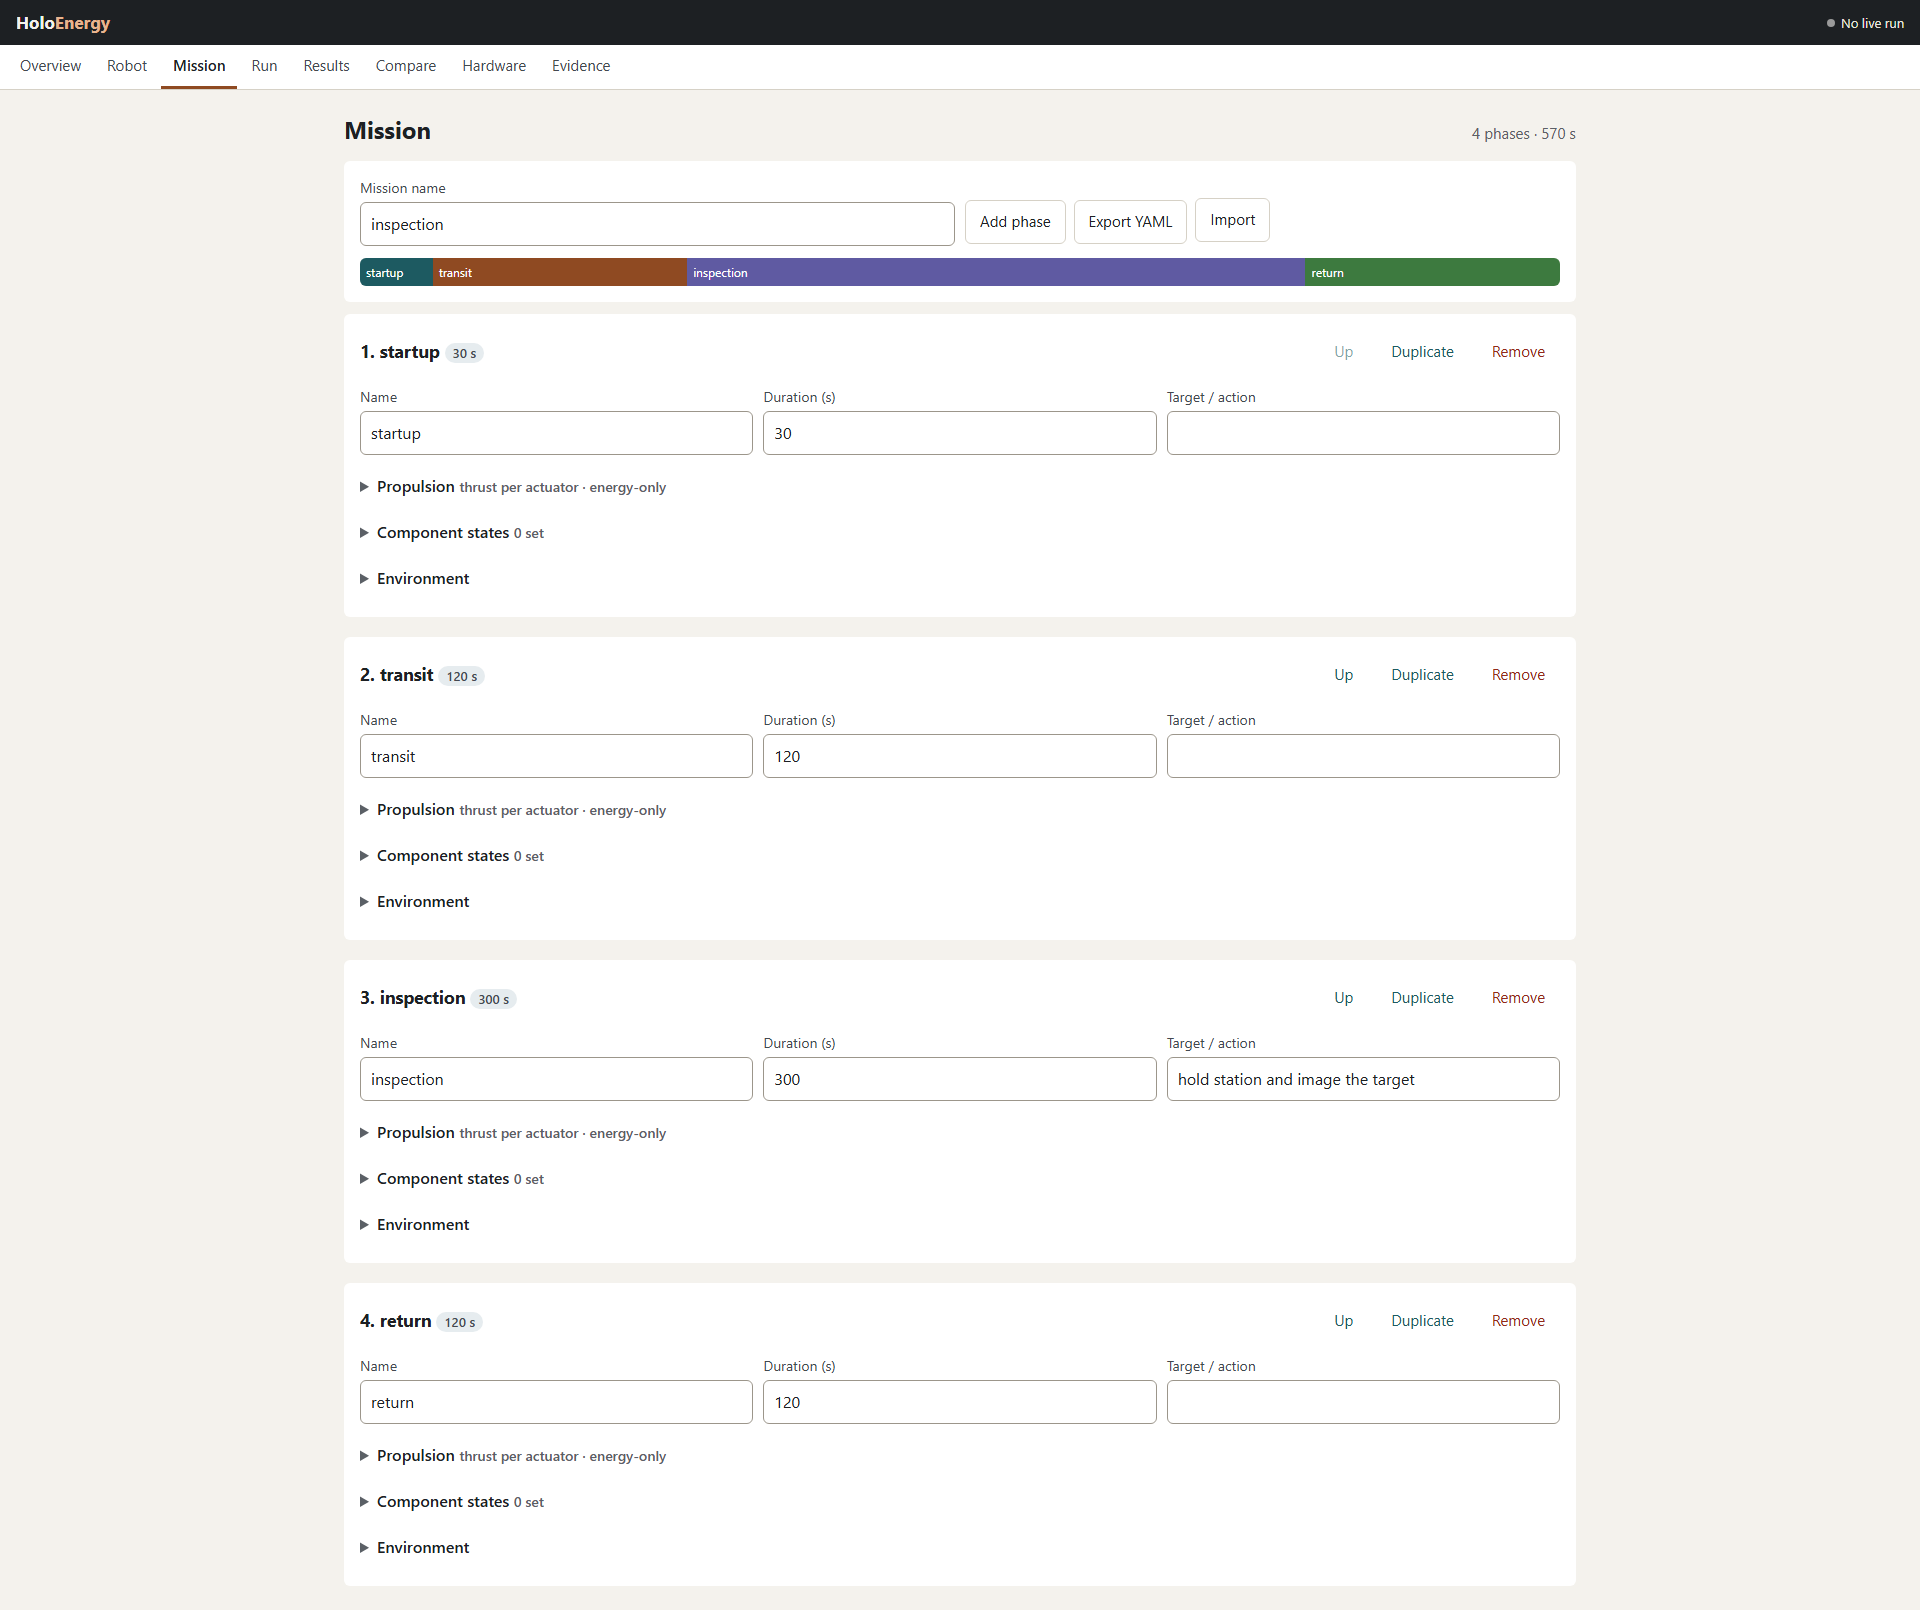 HoloEnergy
No live run
Overview Robot Mission Run Results Compare Hardware Evidence
Mission
4 phases · 570 s
Mission name
inspection
Add phase Export YAML Import
startup transit inspection return
1. startup 30 s
Up Duplicate Remove
Name Duration (s) Target / action
startup 30
Propulsion thrust per actuator · energy-only
Component states 0 set
Environment
2. transit 120 s
Up Duplicate Remove
Name Duration (s) Target / action
transit 120
Propulsion thrust per actuator · energy-only
Component states 0 set
Environment
3. inspection 300 s
Up Duplicate Remove
Name Duration (s) Target / action
inspection 300 hold station and image the target
Propulsion thrust per actuator · energy-only
Component states 0 set
Environment
4. return 120 s
Up Duplicate Remove
Name Duration (s) Target / action
return 120
Propulsion thrust per actuator · energy-only
Component states 0 set
Environment